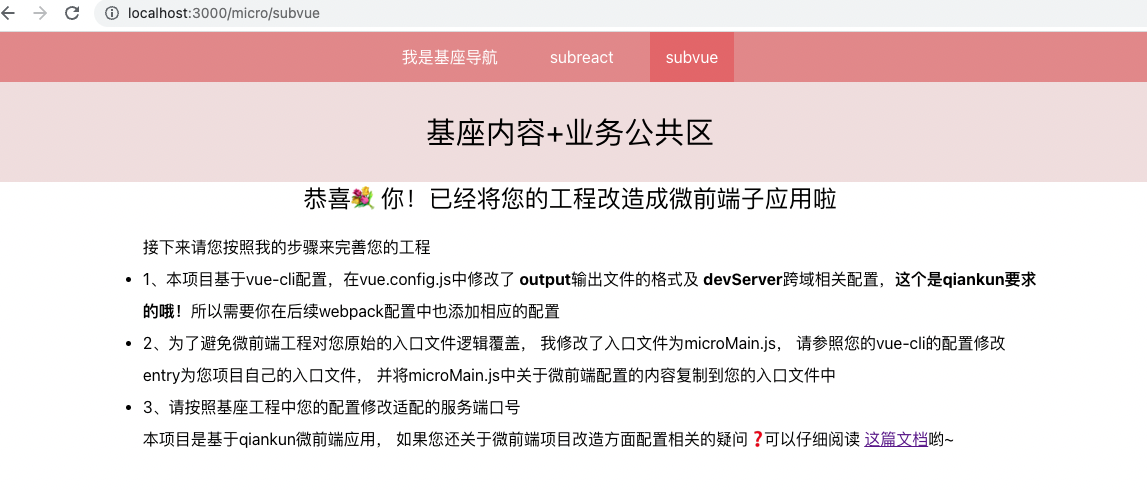 localhost:3000/micro/subvue
我是基座导航 subreact subvue
基座内容+业务公共区
恭喜💐 你！已经将您的工程改造成微前端子应用啦
接下来请您按照我的步骤来完善您的工程
• 1、本项目基于vue-cli配置，在vue.config.js中修改了 output输出文件的格式及 devServer跨域相关配置，这个是qiankun要求
的哦！所以需要你在后续webpack配置中也添加相应的配置
• 2、为了避免微前端工程对您原始的入口文件逻辑覆盖， 我修改了入口文件为microMain.js， 请参照您的vue-cli的配置修改
entry为您项目自己的入口文件， 并将microMain.js中关于微前端配置的内容复制到您的入口文件中
• 3、请按照基座工程中您的配置修改适配的服务端口号
本项目是基于qiankun微前端应用， 如果您还关于微前端项目改造方面配置相关的疑问❓可以仔细阅读 这篇文档哟~